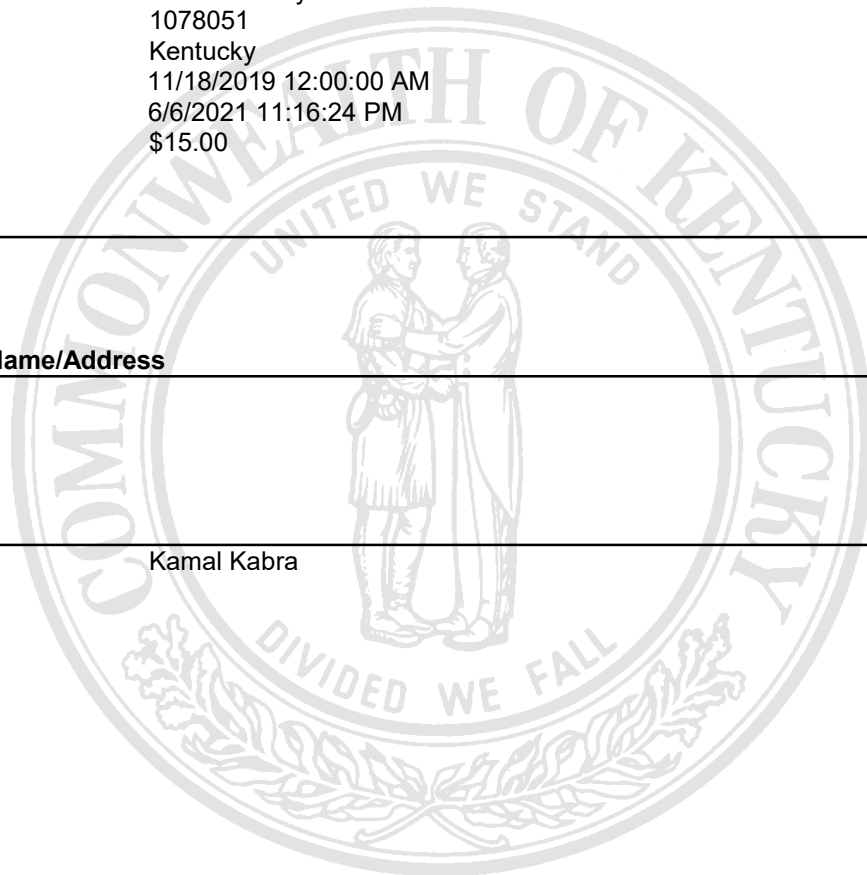 1078051
Kentucky
11/18/2019 12:00:00 AM
6/6/2021 11:16:24 PM
$15.00
COMMONWEALTH OF KENTUCKY
UNITED WE STAND
Name/Address
Kamal Kabra
DIVIDED WE FALL